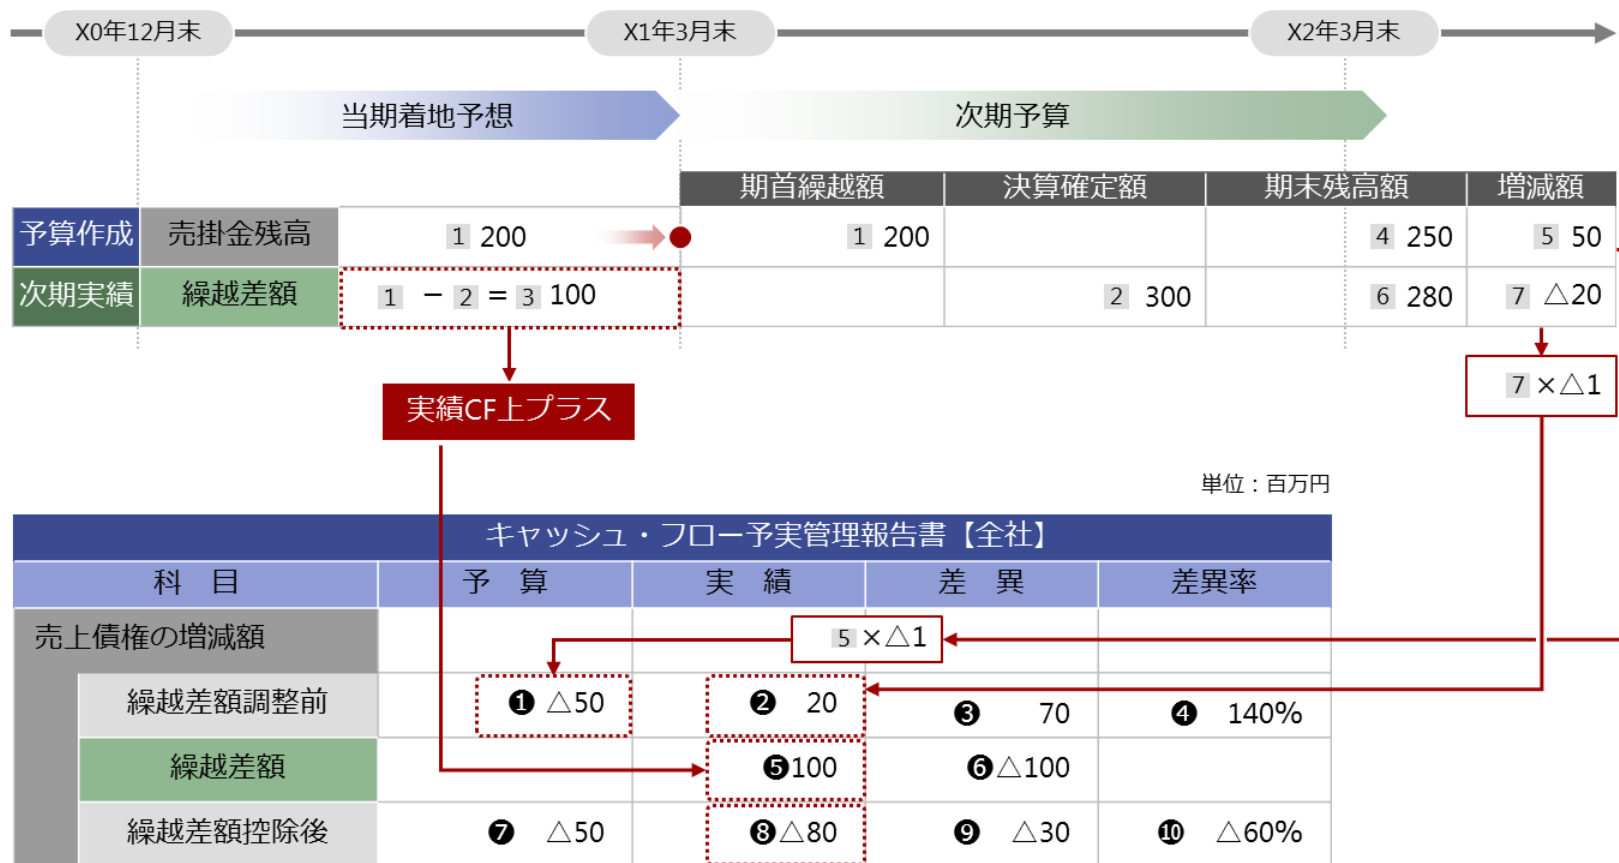 X0年12月末 X1年3月末 X2年3月末
当期着地予想 次期予算
期首繰越額 決算確定額 期末残高額 増減額
予算作成 売掛金残高 1 200 1 200 4 250 5 50
次期実績 繰越差額 1 − 2 = 3 100 2 300 6 280 7 △20
7 ×△1
実績CF上プラス
単位：百万円
キャッシュ・フロー予実管理報告書【全社】
科 目 予 算 実 績 差 異 差異率
売上債権の増減額 5 ×△1
繰越差額調整前 ❶ △50 ❷ 20 ❸ 70 ❹ 140%
繰越差額 ❺100 ❻△100
繰越差額控除後 ❼ △50 ❽△80 ❾ △30 ❿ △60%